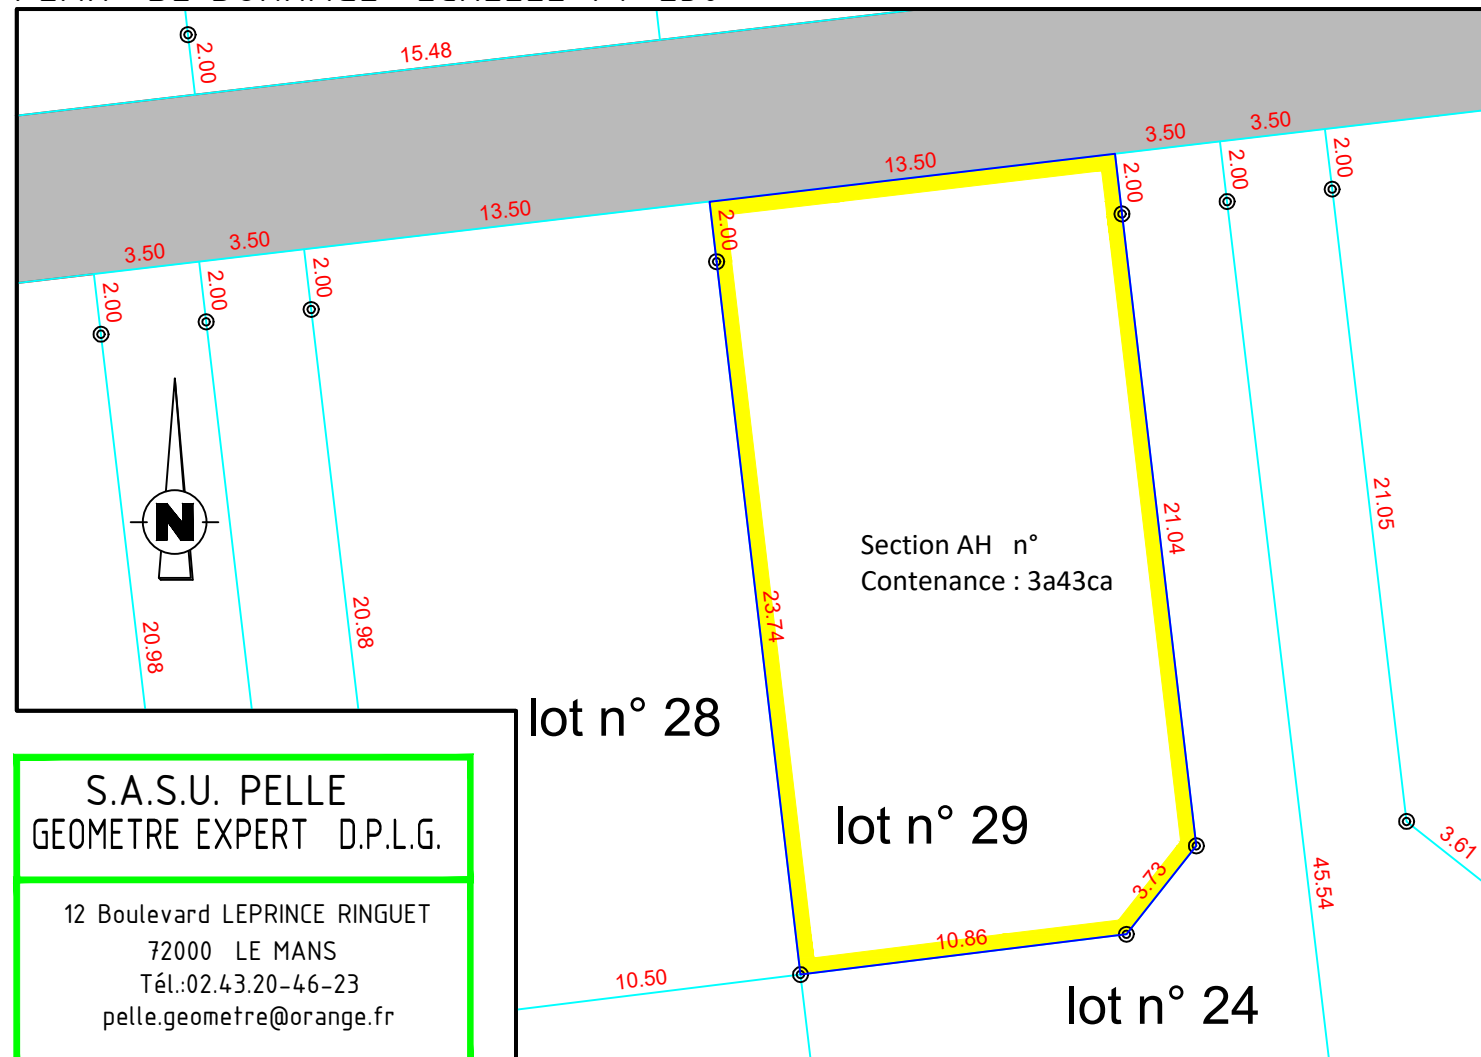 2.00
15.48
3.50
3.50
13.50
13.50
3.50
3.50
2.00
2.00
2.00
2.00
2.00
2.00
2.00
N
20.98
20.98
23.74
21.04
21.05
Section AH n°
Contenance : 3a43ca
lot n° 28
lot n° 29
3.73
10.86
10.50
45.54
3.61
lot n° 24
S.A.S.U. PELLE
GEOMETRE EXPERT D.P.L.G.
12 Boulevard LEPRINCE RINGUET
72000 LE MANS
Tél.:02.43.20-46-23
pelle.geometre@orange.fr